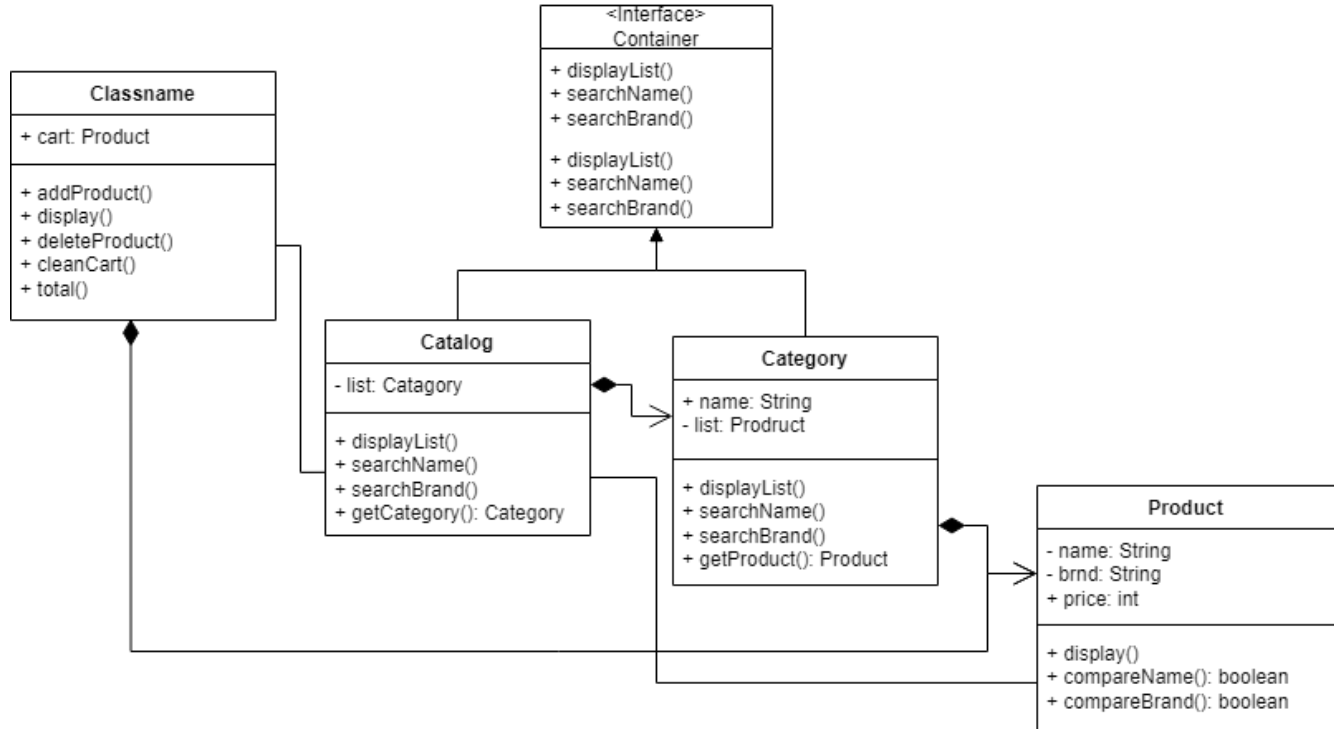 <Interface>
Container
+ displayList()
+ searchName()
+ searchBrand()
+ displayList()
+ searchName()
+ searchBrand()
Classname
+ cart: Product
+ addProduct()
+ display()
+ deleteProduct()
+ cleanCart()
+ total()
Catalog
- list: Catagory
+ displayList()
+ searchName()
+ searchBrand()
+ getCategory(): Category
Category
+ name: String
- list: Prodruct
+ displayList()
+ searchName()
+ searchBrand()
+ getProduct(): Product
Product
- name: String
- brnd: String
+ price: int
+ display()
+ compareName(): boolean
+ compareBrand(): boolean